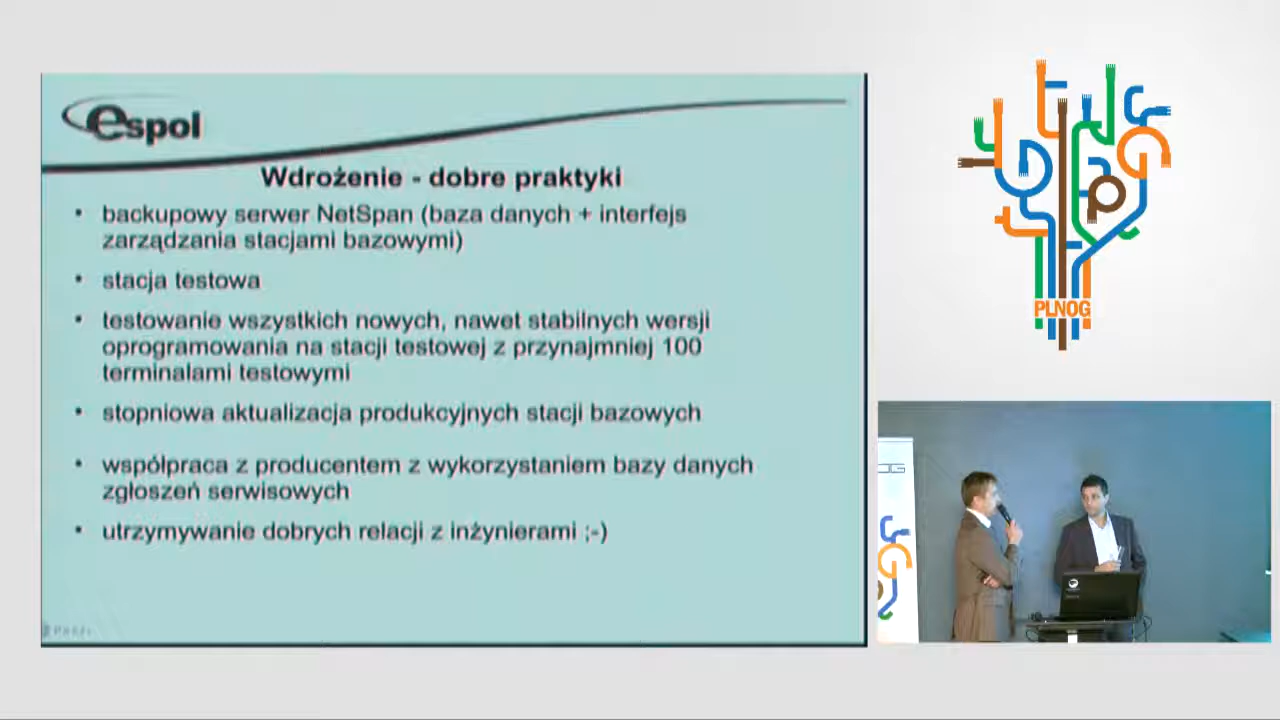 espol
Wdrożenie - dobre praktyki
• backupowy serwer NetSpan (baza danych + interfejs
zarządzania stacjami bazowymi)
• stacja testowa
• testowanie wszystkich nowych, nawet stabilnych wersji
oprogramowania na stacji testowej z przynajmniej 100
terminalami testowymi
• stopniowa aktualizacja produkcyjnych stacji bazowych
• współpraca z producentem z wykorzystaniem bazy danych
zgłoszeń serwisowych
• utrzymywanie dobrych relacji z inżynierami ;-)
PLNOG